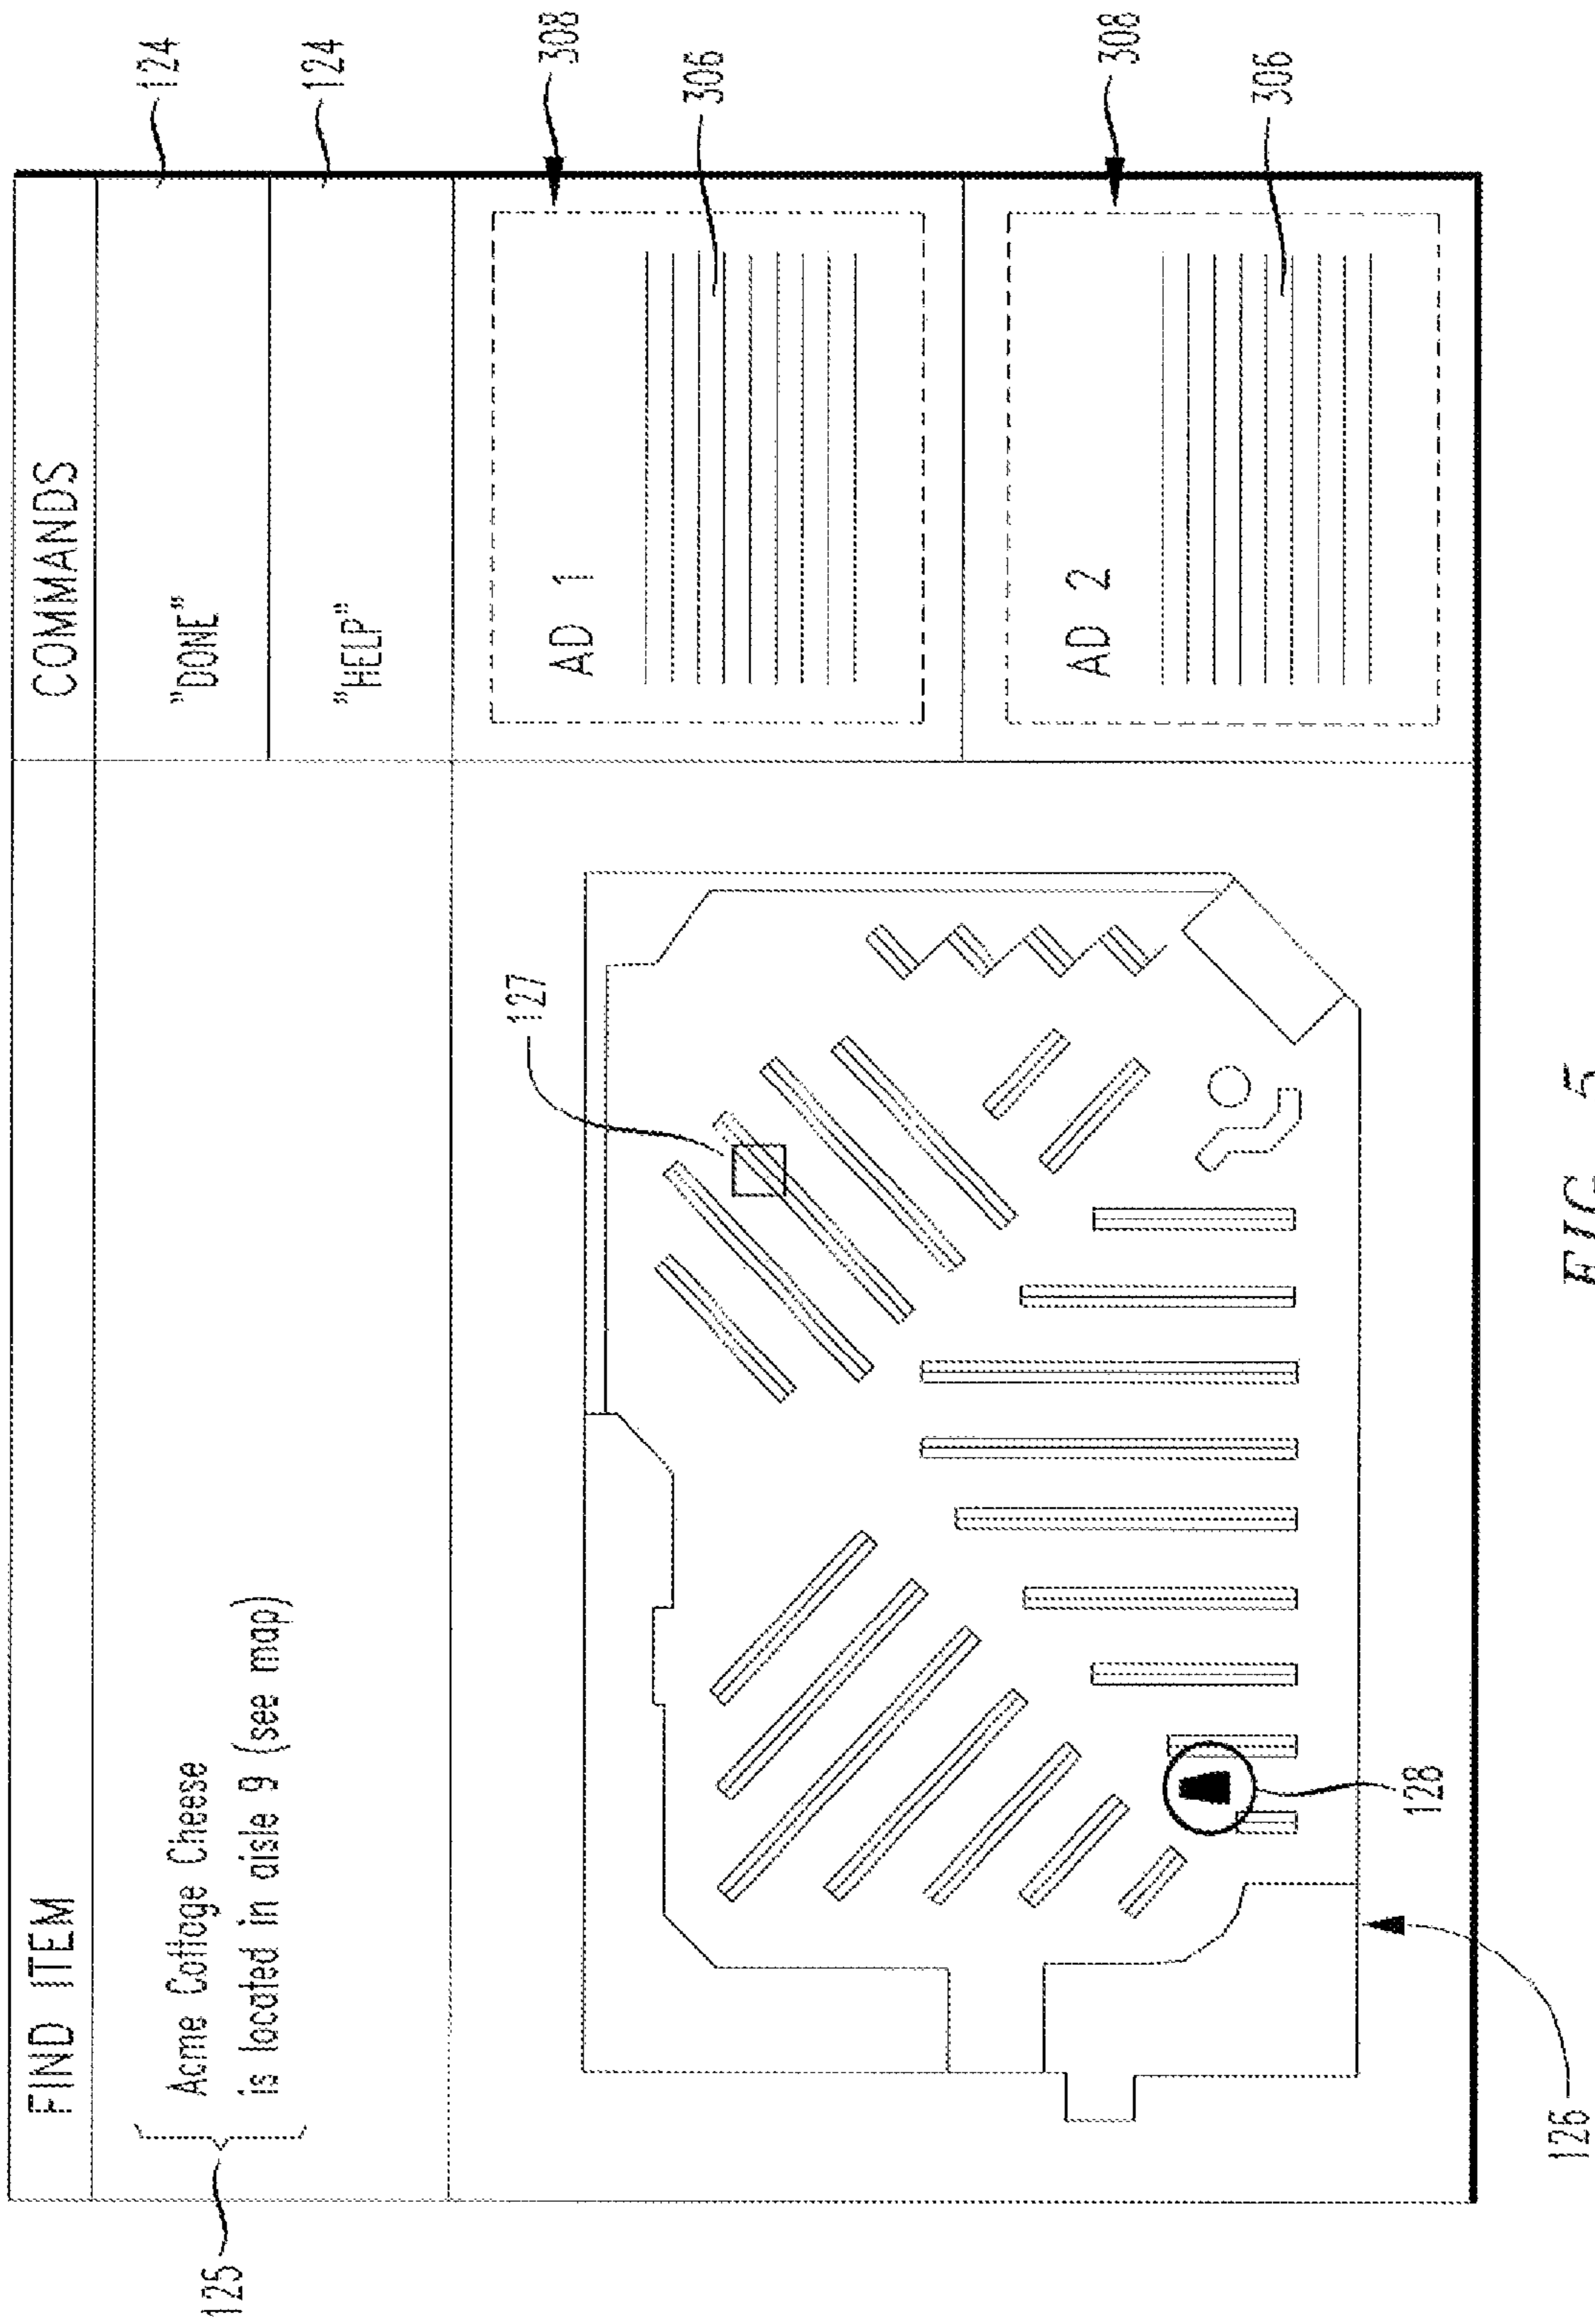 FIND ITEM
COMMANDS
125
Acme Cottage Cheese
is located in aisle 9 (see map)
"DONE"
124
"HELP"
124
127
128
126
AD 1
308
306
AD 2
308
306
FIG. 5